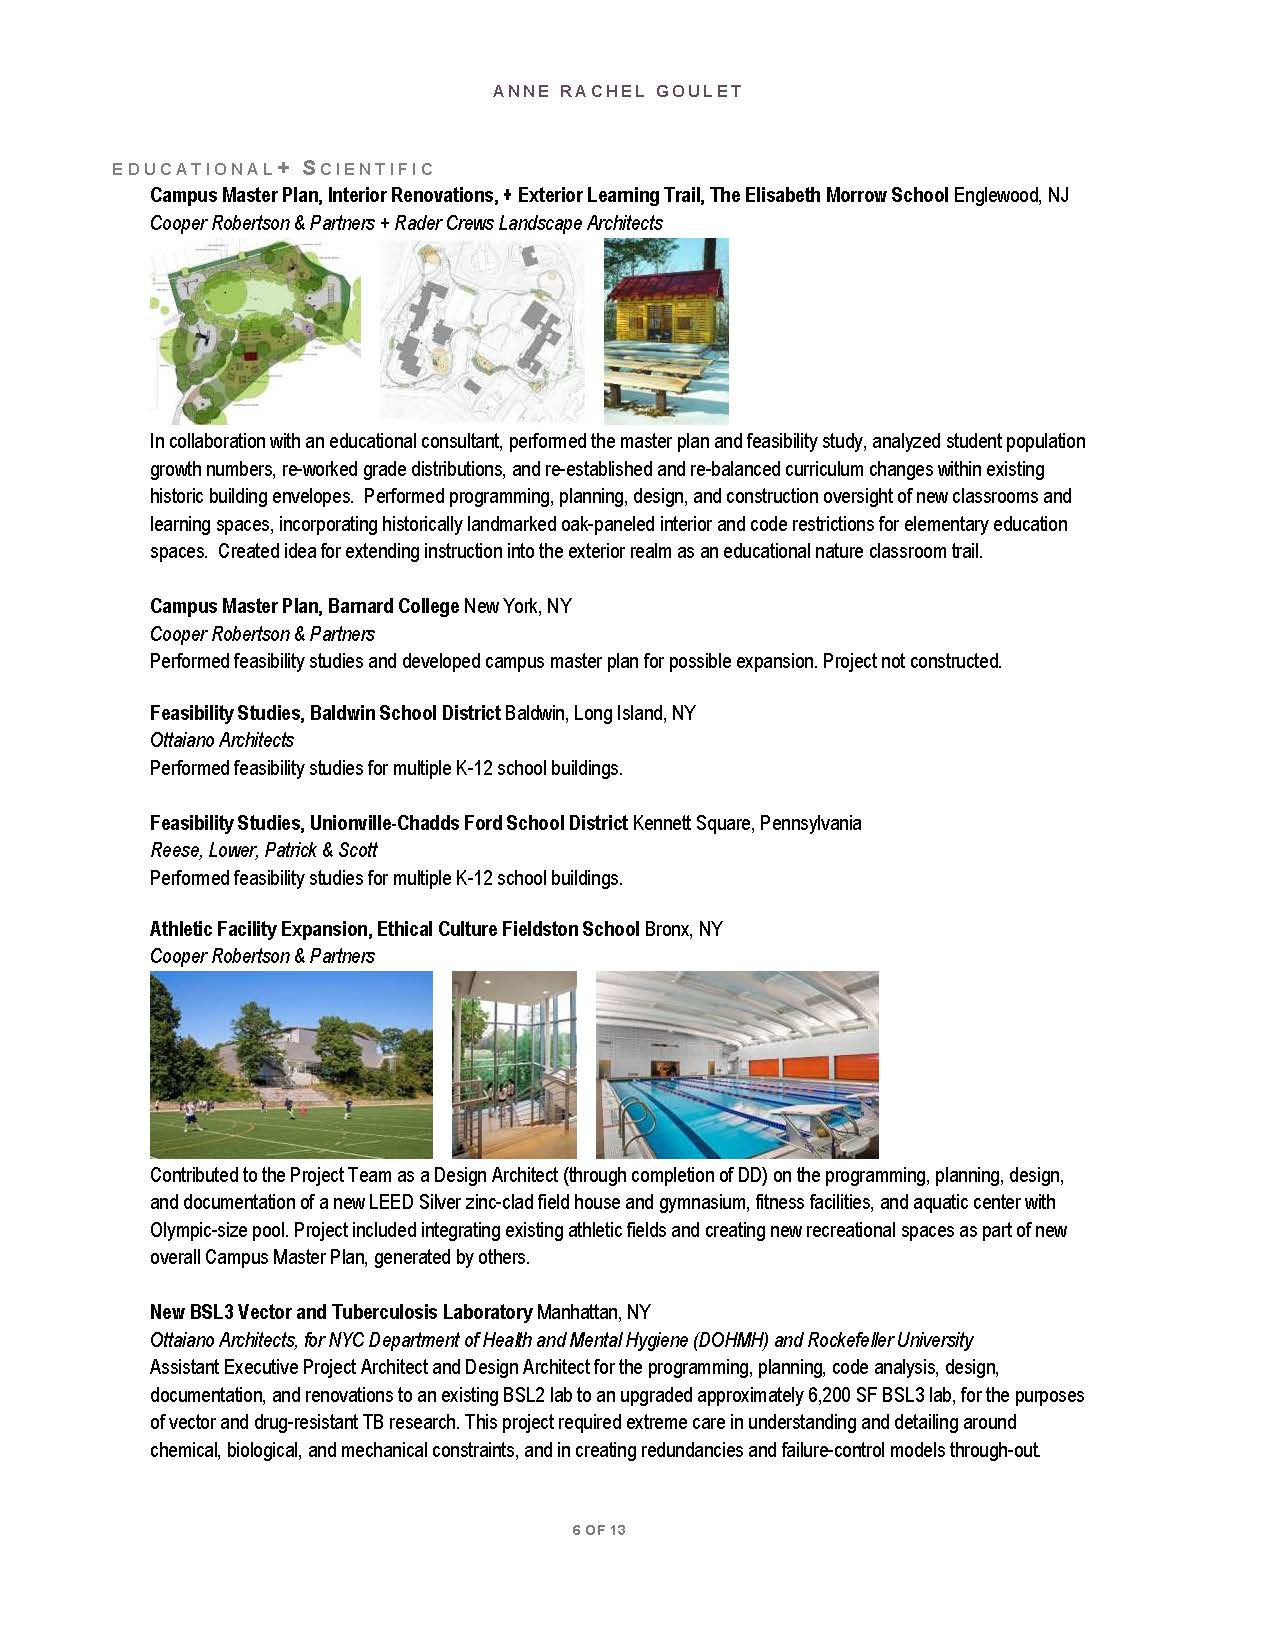 ANNE RACHEL GOULET
EDUCATIONAL+ SCIENTIFIC
Campus Master Plan, Interior Renovations, + Exterior Learning Trail, The Elisabeth Morrow School Englewood, NJ
Cooper Robertson & Partners + Rader Crews Landscape Architects
In collaboration with an educational consultant, performed the master plan and feasibility study, analyzed student population
growth numbers, re-worked grade distributions, and re-established and re-balanced curriculum changes within existing
historic building envelopes.  Performed programming, planning, design, and construction oversight of new classrooms and
learning spaces, incorporating historically landmarked oak-paneled interior and code restrictions for elementary education
spaces.  Created idea for extending instruction into the exterior realm as an educational nature classroom trail.
Campus Master Plan, Barnard College New York, NY
Cooper Robertson & Partners
Performed feasibility studies and developed campus master plan for possible expansion. Project not constructed.
Feasibility Studies, Baldwin School District Baldwin, Long Island, NY
Ottaiano Architects
Performed feasibility studies for multiple K-12 school buildings.
Feasibility Studies, Unionville-Chadds Ford School District Kennett Square, Pennsylvania
Reese, Lower, Patrick & Scott
Performed feasibility studies for multiple K-12 school buildings.
Athletic Facility Expansion, Ethical Culture Fieldston School Bronx, NY
Cooper Robertson & Partners
Contributed to the Project Team as a Design Architect (through completion of DD) on the programming, planning, design,
and documentation of a new LEED Silver zinc-clad field house and gymnasium, fitness facilities, and aquatic center with
Olympic-size pool. Project included integrating existing athletic fields and creating new recreational spaces as part of new
overall Campus Master Plan, generated by others.
New BSL3 Vector and Tuberculosis Laboratory Manhattan, NY
Ottaiano Architects, for NYC Department of Health and Mental Hygiene (DOHMH) and Rockefeller University
Assistant Executive Project Architect and Design Architect for the programming, planning, code analysis, design,
documentation, and renovations to an existing BSL2 lab to an upgraded approximately 6,200 SF BSL3 lab, for the purposes
of vector and drug-resistant TB research. This project required extreme care in understanding and detailing around
chemical, biological, and mechanical constraints, and in creating redundancies and failure-control models through-out.
6 OF 13